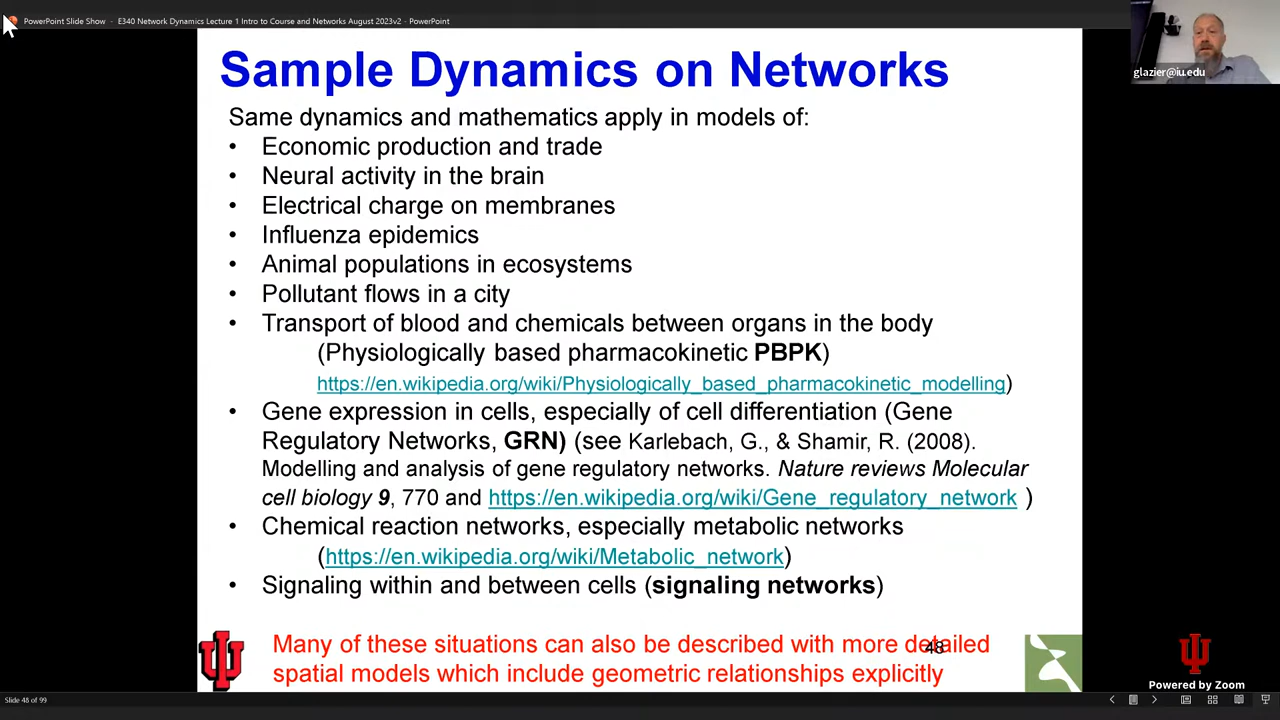 PowerPoint Slide Show - E340 Network Dynamics Lecture 1 Intro to Course and Networks August 2023v2 - PowerPoint
glazier@iu.edu
Sample Dynamics on Networks
Same dynamics and mathematics apply in models of:
• Economic production and trade
• Neural activity in the brain
• Electrical charge on membranes
• Influenza epidemics
• Animal populations in ecosystems
• Pollutant flows in a city
• Transport of blood and chemicals between organs in the body
(Physiologically based pharmacokinetic PBPK)
https://en.wikipedia.org/wiki/Physiologically_based_pharmacokinetic_modelling)
• Gene expression in cells, especially of cell differentiation (Gene
Regulatory Networks, GRN) (see Karlebach, G., & Shamir, R. (2008).
Modelling and analysis of gene regulatory networks. Nature reviews Molecular
cell biology 9, 770 and https://en.wikipedia.org/wiki/Gene_regulatory_network )
• Chemical reaction networks, especially metabolic networks
(https://en.wikipedia.org/wiki/Metabolic_network)
• Signaling within and between cells (signaling networks)
Many of these situations can also be described with more detailed
spatial models which include geometric relationships explicitly
48
Powered by Zoom
Slide 48 of 99